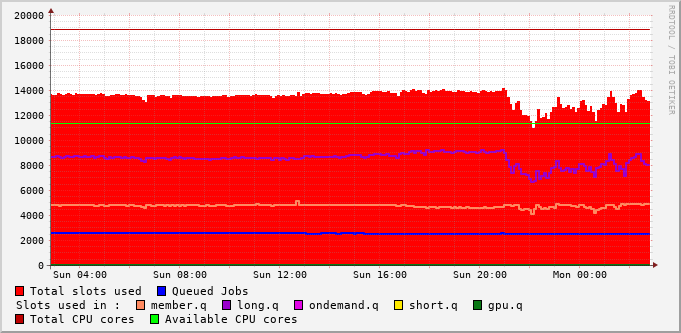 RRDTOOL / TOBI OETIKER
20000
18000
16000
14000
12000
10000
8000
6000
4000
2000
0
Sun 04:00 Sun 08:00 Sun 12:00 Sun 16:00 Sun 20:00 Mon 00:00
Total slots used Queued Jobs
Slots used in : member.q long.q ondemand.q short.q gpu.q
Total CPU cores Available CPU cores